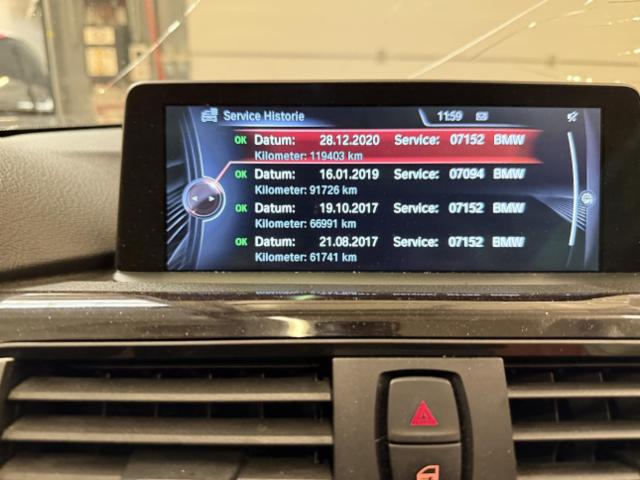 Service Historie 11:59
OK Datum: 28.12.2020 Service: 07152 BMW
Kilometer: 119403 km
OK Datum: 16.01.2019 Service: 07094 BMW
Kilometer: 91726 km
OK Datum: 19.10.2017 Service: 07152 BMW
Kilometer: 66991 km
OK Datum: 21.08.2017 Service: 07152 BMW
Kilometer: 61741 km